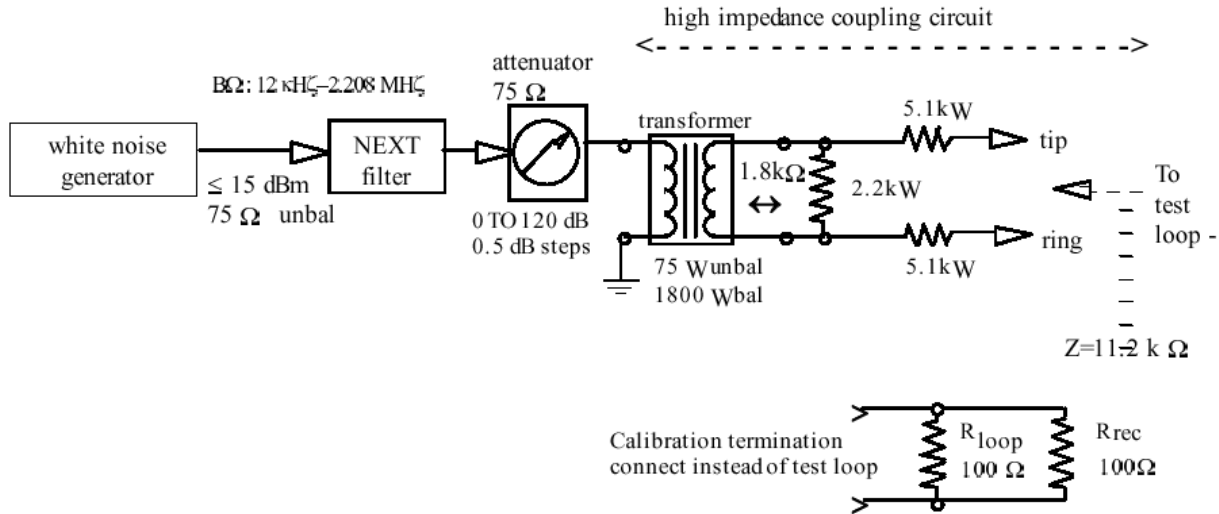 high impedance coupling circuit
attenuator
75 Ω
ΒΩ: 12 κΗζ–2.208 ΜΗζ
5.1kW
white noise
generator
NEXT
filter
transformer
tip
1.8kΩ
2.2kW
To
test
loop -
≤ 15 dBm
75 Ω unbal
0 TO 120 dB
0.5 dB steps
ring
75 Wunbal
1800 Wbal
5.1kW
Z=11.2 k Ω
Calibration termination
connect instead of test loop
Rloop
100 Ω
Rrec
100Ω